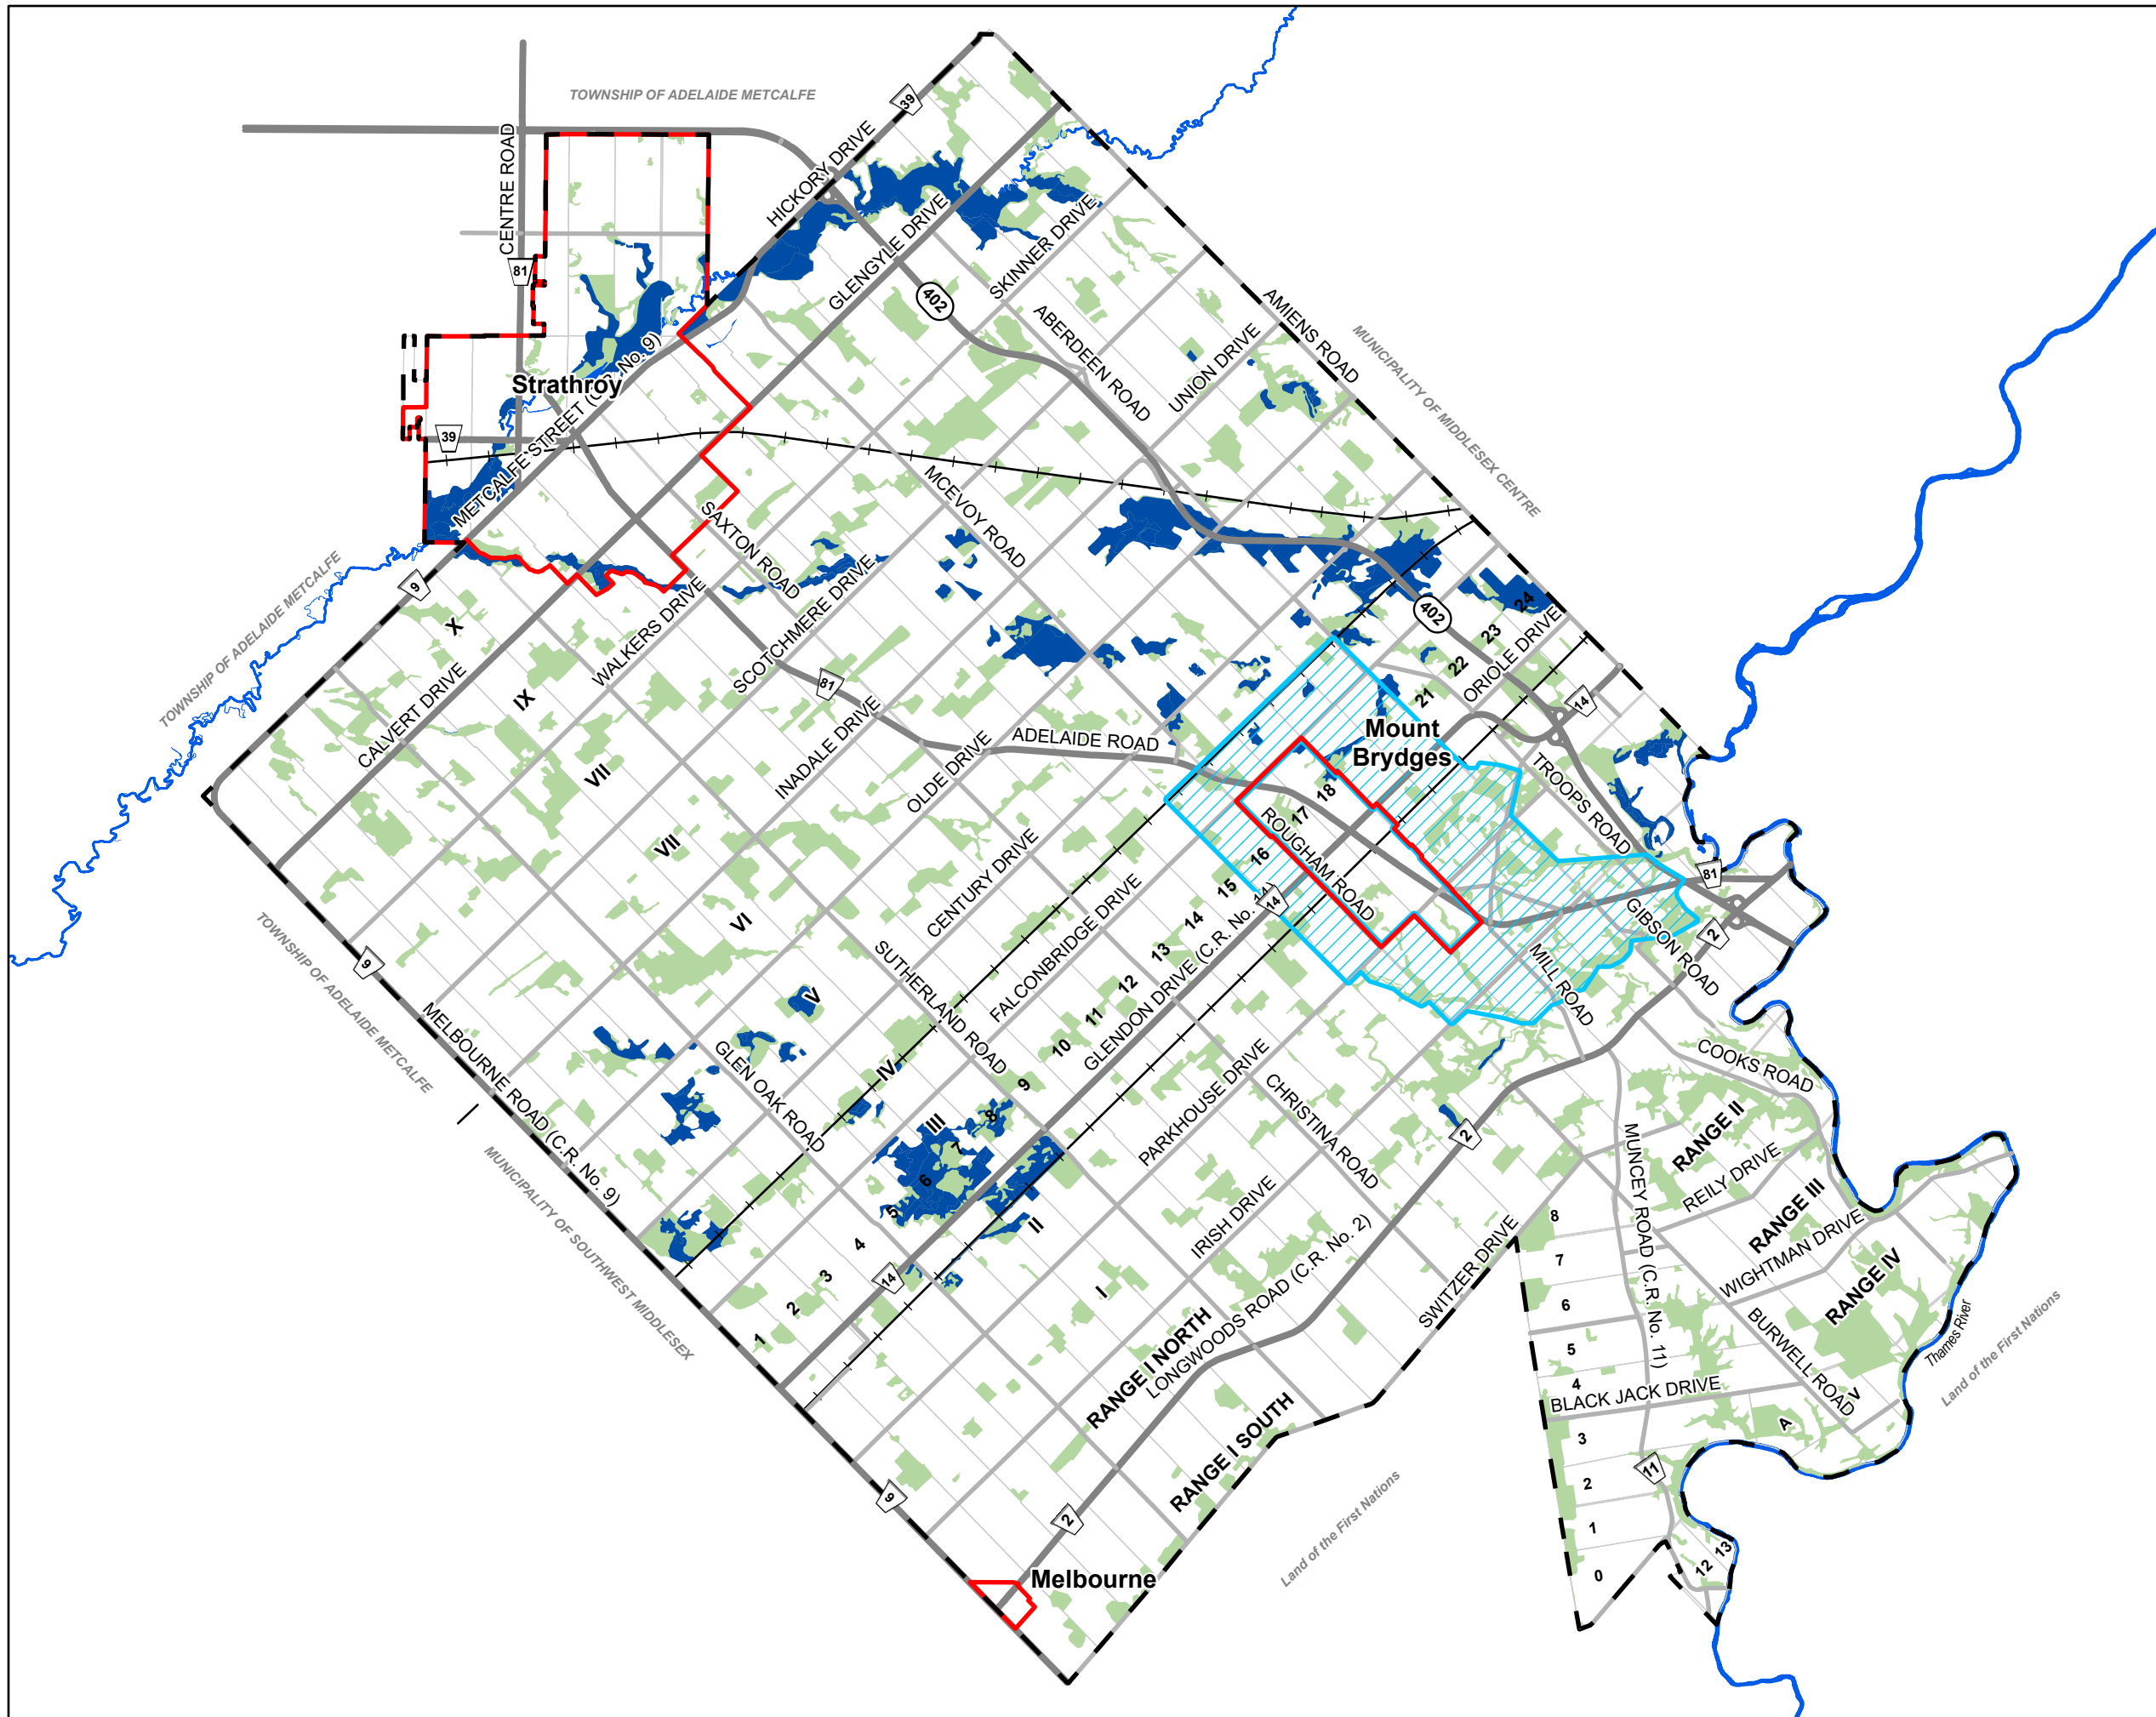 TOWNSHIP OF ADELAIDE METCALFE
39
HICKORY DRIVE
CENTRE ROAD
81
GLENGYLE DRIVE
SKINNER DRIVE
402
AMIENS ROAD
ABERDEEN ROAD
UNION DRIVE
MUNICIPALITY OF MIDDLESEX CENTRE
Strathroy
METCALFE STREET (C.R. No. 9)
39
MCEVOY ROAD
SAXTON ROAD
TOWNSHIP OF ADELAIDE METCALFE
9
WALKERS DRIVE
SCOTCHMERE DRIVE
X
IX
VII
VII
VI
V
IV
III
II
I
CALVERT DRIVE
81
INADALE DRIVE
OLDE DRIVE
ADELAIDE ROAD
402
24
23
22
21
ORIOLE DRIVE
14
Mount
Brydges
TROOPS ROAD
18
17
16
15
14
13
12
11
10
9
8
7
6
5
4
3
2
1
ROUGHAM ROAD
CENTURY DRIVE
FALCONBRIDGE DRIVE
GLENDON DRIVE (C.R. No. 14)
14
81
GIBSON ROAD
2
MILL ROAD
SUTHERLAND ROAD
9
TOWNSHIP OF ADELAIDE METCALFE
MELBOURNE ROAD (C.R. No. 9)
GLEN OAK ROAD
MUNICIPALITY OF SOUTHWEST MIDDLESEX
PARKHOUSE DRIVE
CHRISTINA ROAD
COOKS ROAD
2
RANGE II
MUNCEY ROAD (C.R. No. 11)
REILY DRIVE
RANGE III
WIGHTMAN DRIVE
RANGE IV
IRISH DRIVE
LONGWOODS ROAD (C.R. No. 2)
SWITZER DRIVE
14
8
7
6
5
4
BLACK JACK DRIVE
3
2
1
0
BURWELL ROAD
V
A
Thames River
Land of the First Nations
RANGE I NORTH
RANGE I SOUTH
11
12
13
9
2
Land of the First Nations
Melbourne